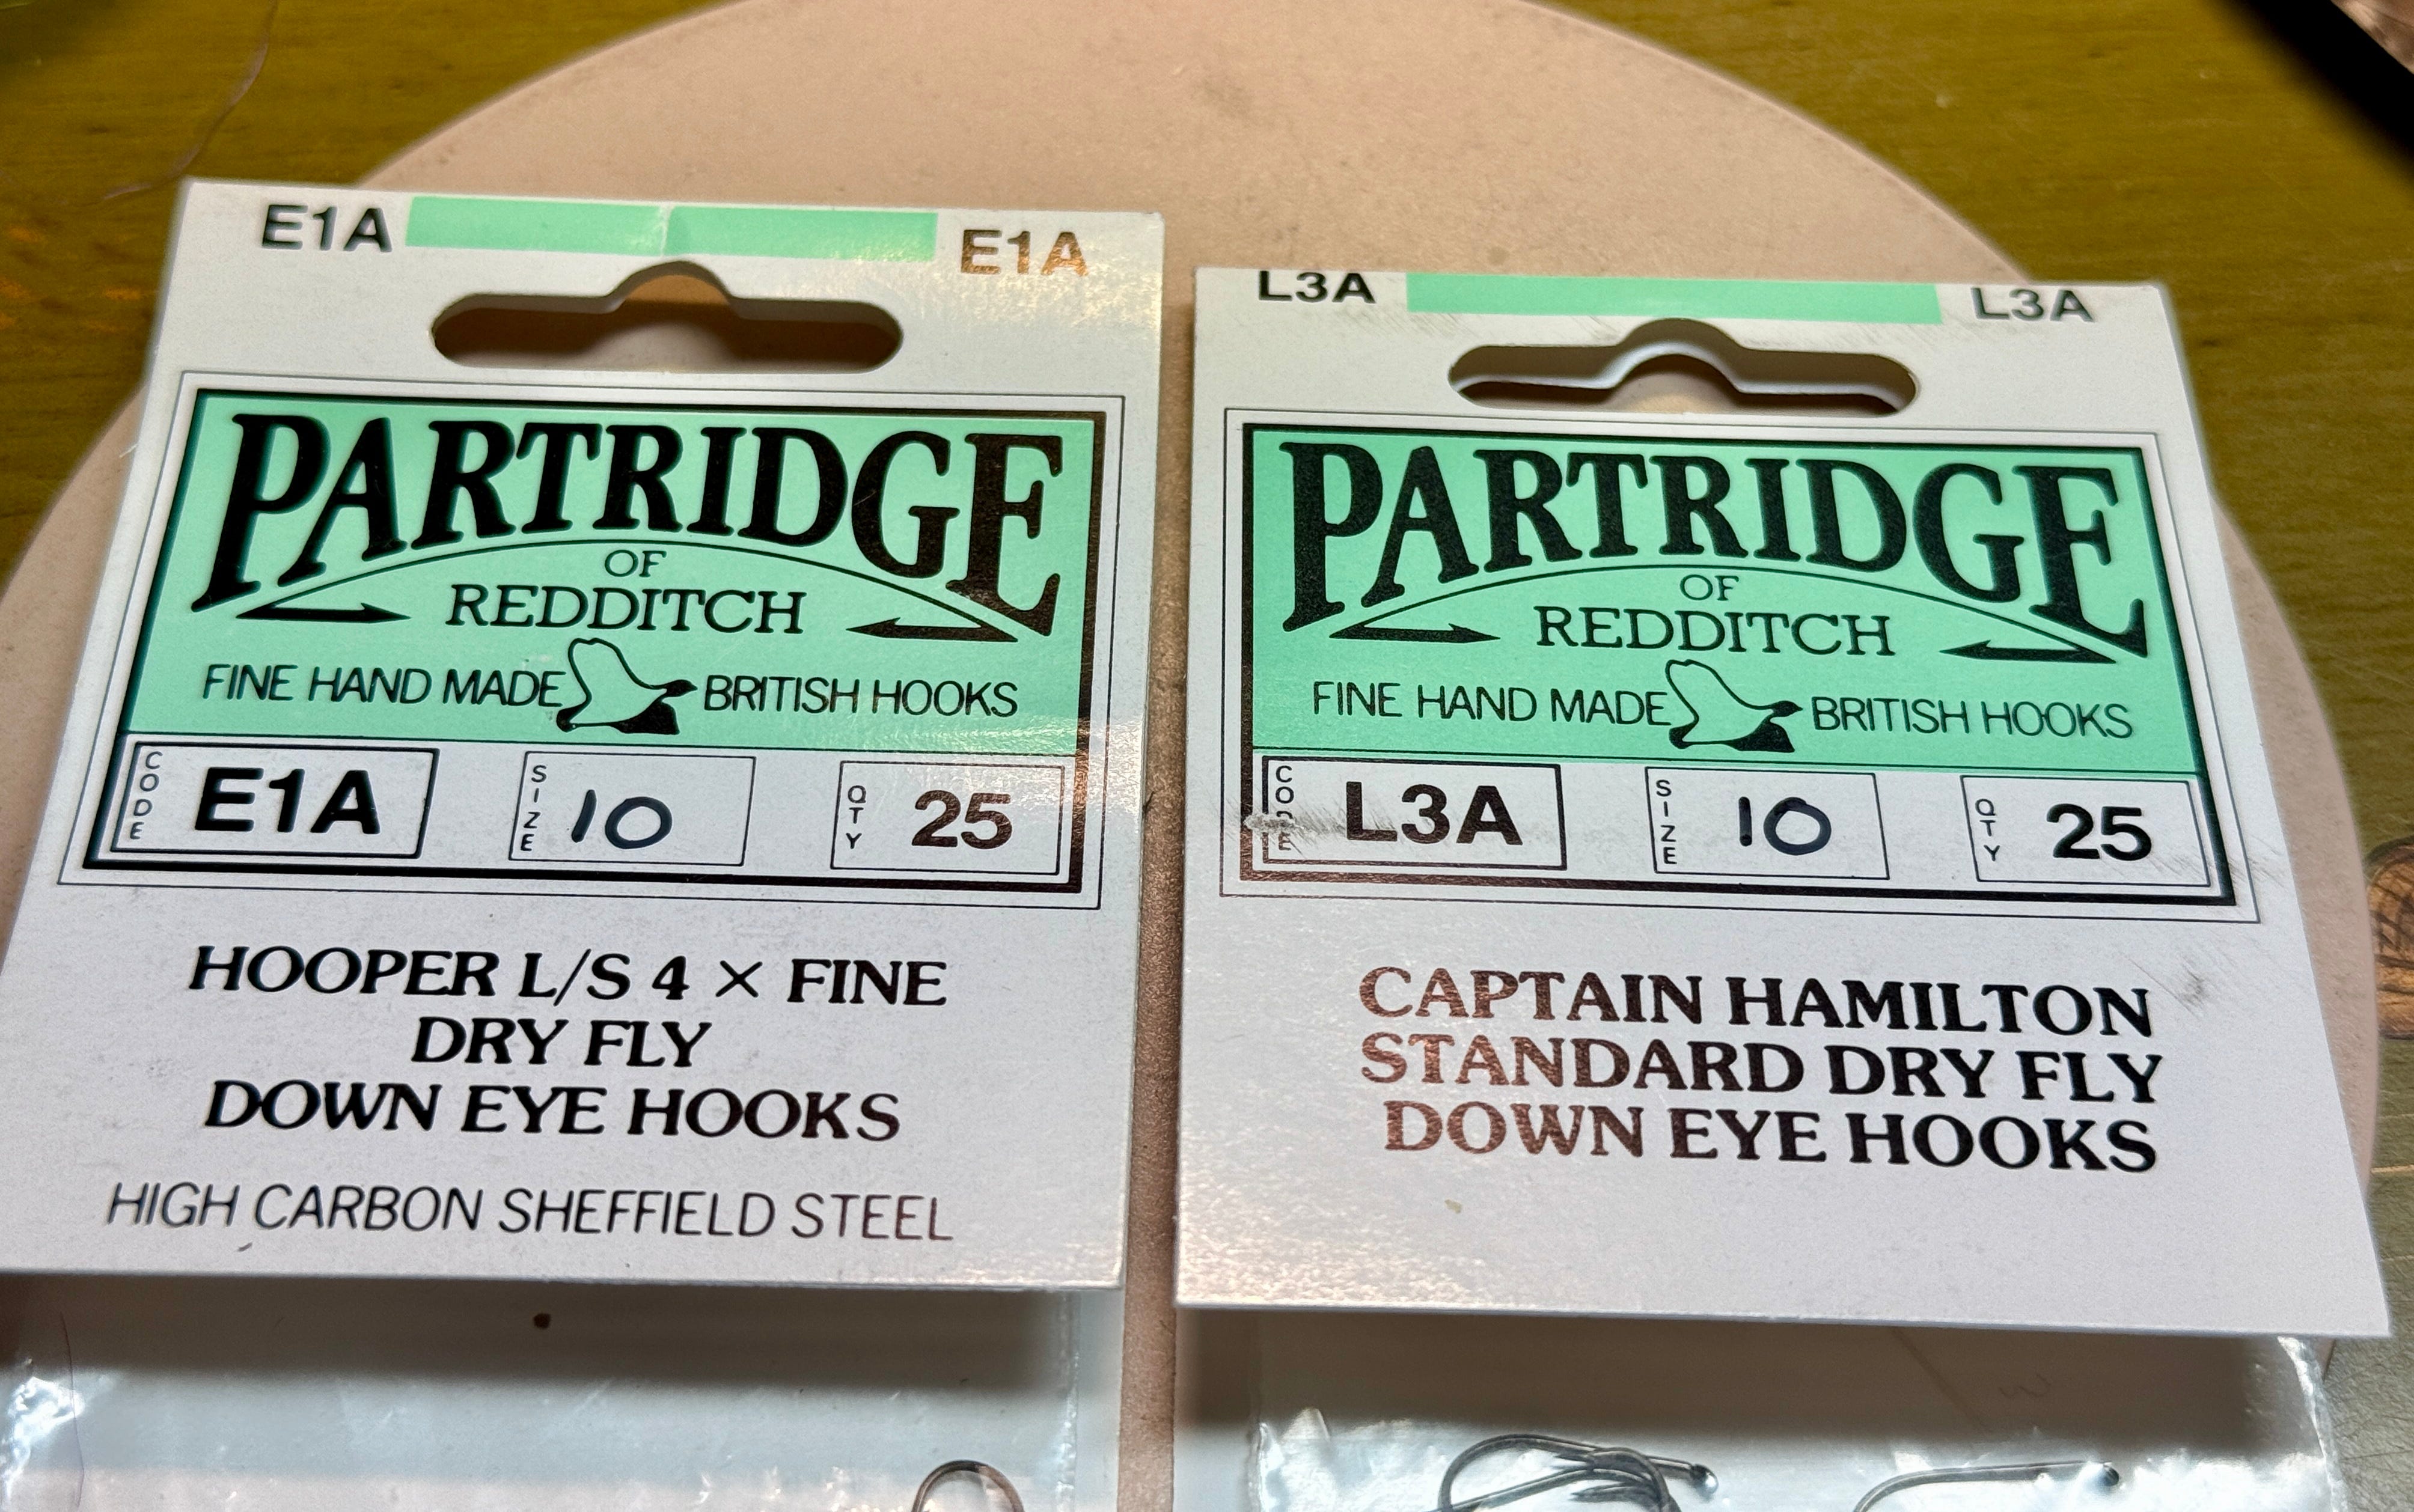 E1A E1A
PARTRIDGE
OF
REDDITCH
FINE HAND MADE BRITISH HOOKS
CODE E1A SIZE 10 QTY 25
HOOPER L/S 4 × FINE
DRY FLY
DOWN EYE HOOKS
HIGH CARBON SHEFFIELD STEEL
L3A L3A
PARTRIDGE
OF
REDDITCH
FINE HAND MADE BRITISH HOOKS
CODE L3A SIZE 10 QTY 25
CAPTAIN HAMILTON
STANDARD DRY FLY
DOWN EYE HOOKS